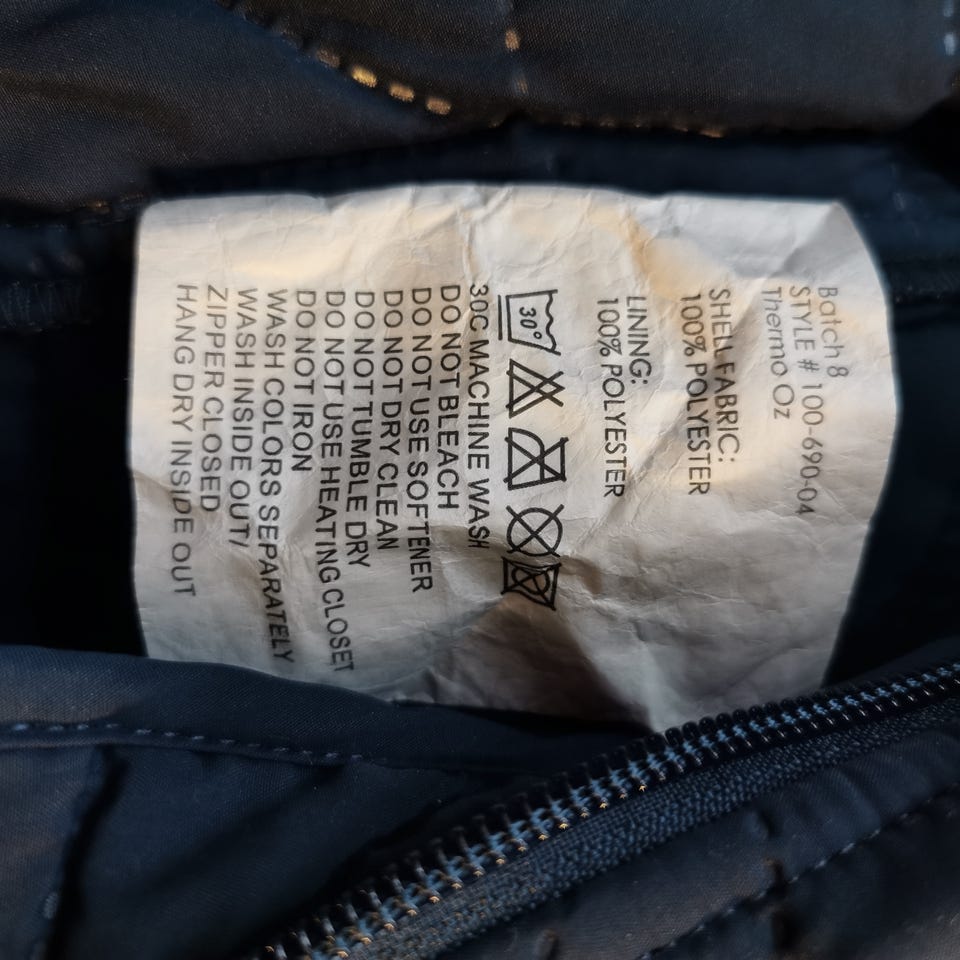 Batch 8
STYLE # 100-690-04
Thermo Oz
SHELL FABRIC:
100% POLYESTER
LINING:
100% POLYESTER
30°
30C MACHINE WASH
DO NOT BLEACH
DO NOT USE SOFTENER
DO NOT DRY CLEAN
DO NOT TUMBLE DRY
DO NOT USE HEATING CLOSET
DO NOT IRON
WASH COLORS SEPARATELY
WASH INSIDE OUT//
ZIPPER CLOSED
HANG DRY INSIDE OUT